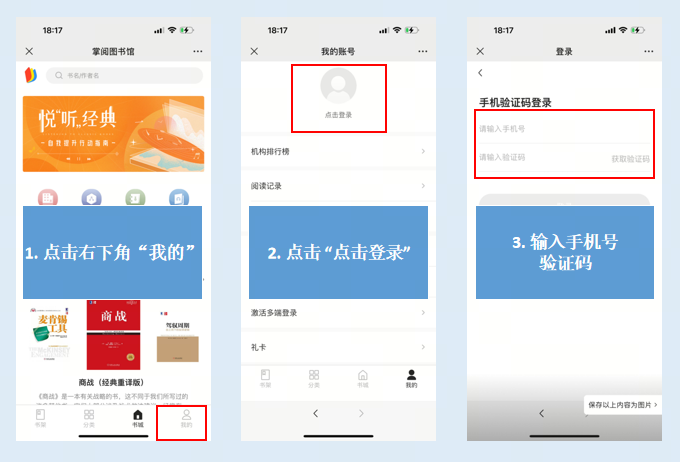 18:17
掌阅图书馆
书名/作者名
悦“听”经典
自我提升行动指南
1. 点击右下角“我的”
麦肯锡
工具
商战
驾驭周期
商战（经典重译版）
《商战》是一本有关战略的书，这不同于我们所写过的
书架
分类
书城
我的
18:17
我的账号
点击登录
机构排行榜
阅读记录
2. 点击“点击登录”
激活多端登录
礼卡
书架
分类
书城
我的
18:17
登录
手机验证码登录
请输入手机号
请输入验证码
获取验证码
3. 输入手机号
验证码
保存以上内容为图片